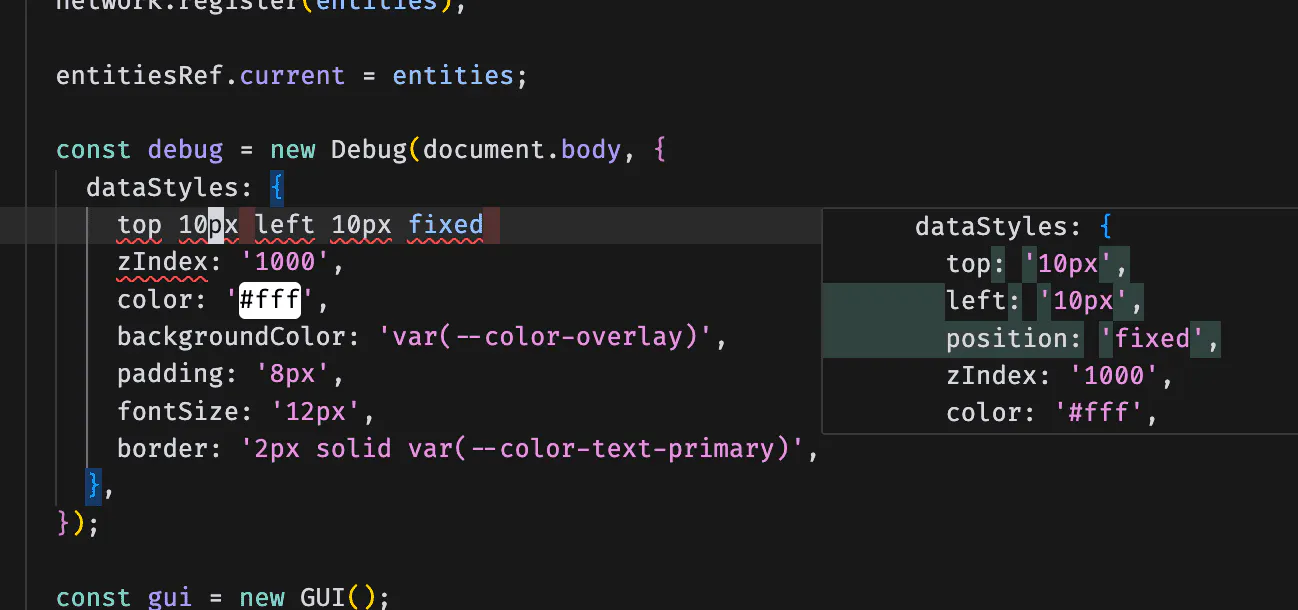 network.register(entities);
entitiesRef.current = entities;
const debug = new Debug(document.body, {
dataStyles: {
top 10px left 10px fixed
zIndex: '1000',
color: '#fff',
backgroundColor: 'var(--color-overlay)',
padding: '8px',
fontSize: '12px',
border: '2px solid var(--color-text-primary)',
},
});
const gui = new GUI();
dataStyles: {
top: '10px',
left: '10px',
position: 'fixed',
zIndex: '1000',
color: '#fff',